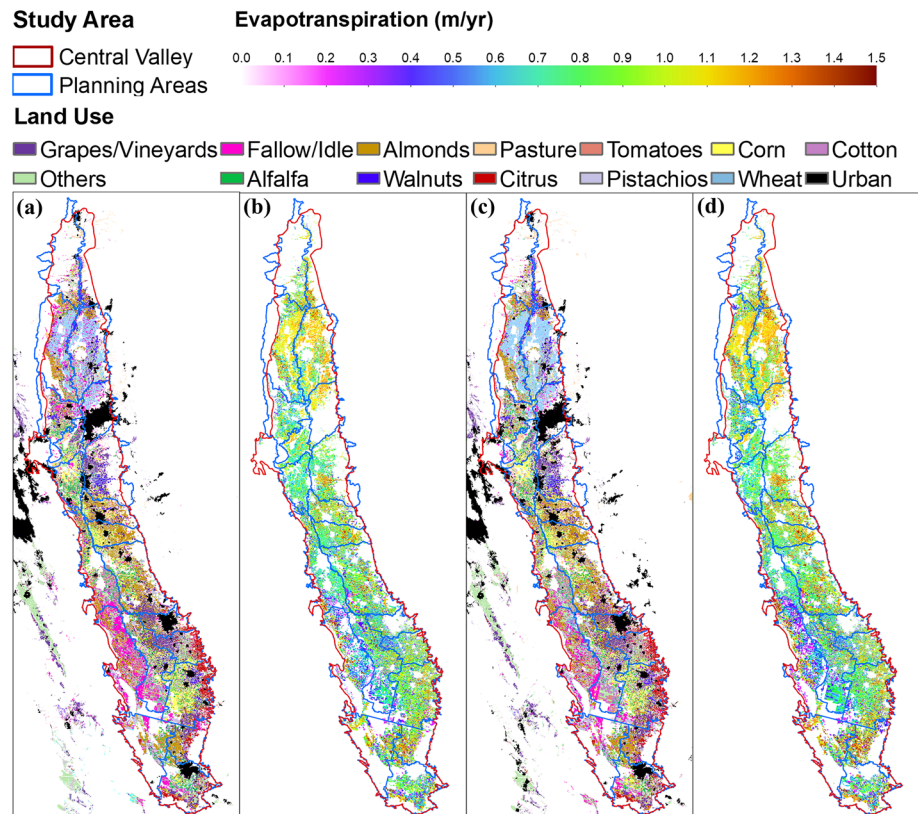 Study Area
Evapotranspiration (m/yr)
Central Valley
Planning Areas
0.0 0.1 0.2 0.3 0.4 0.5 0.6 0.7 0.8 0.9 1.0 1.1 1.2 1.3 1.4 1.5
Land Use
Grapes/Vineyards Fallow/Idle Almonds Pasture Tomatoes Corn Cotton
Others Alfalfa Walnuts Citrus Pistachios Wheat Urban
(a) (b) (c) (d)